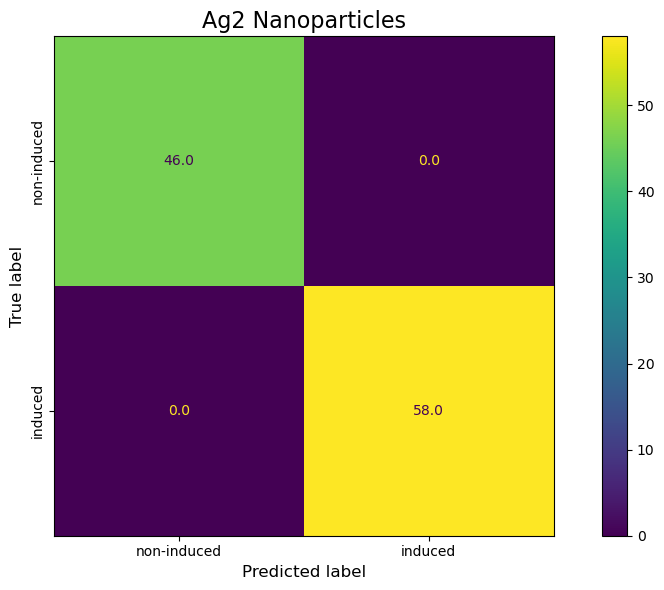 Ag2 Nanoparticles
True label
non-induced
induced
46.0
0.0
0.0
58.0
non-induced
induced
Predicted label
50
40
30
20
10
0